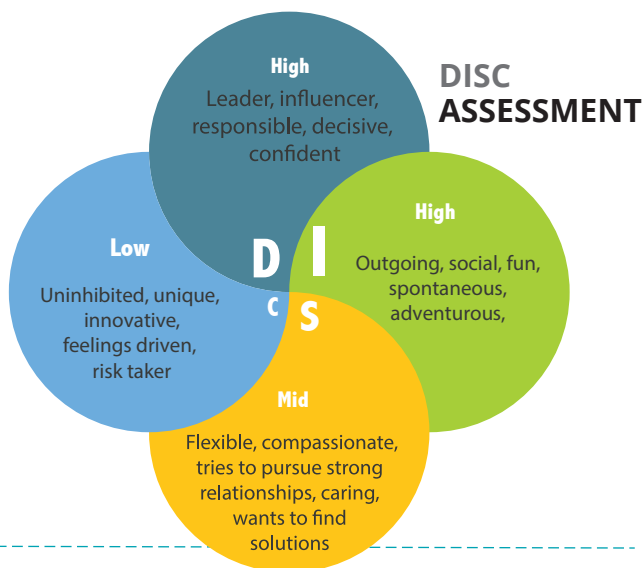 DISC
ASSESSMENT
High
Leader, influencer,
responsible, decisive,
confident
High
Outgoing, social, fun,
spontaneous,
adventurous,
Low
Uninhibited, unique,
innovative,
feelings driven,
risk taker
D
I
C
S
Mid
Flexible, compassionate,
tries to pursue strong
relationships, caring,
wants to find
solutions